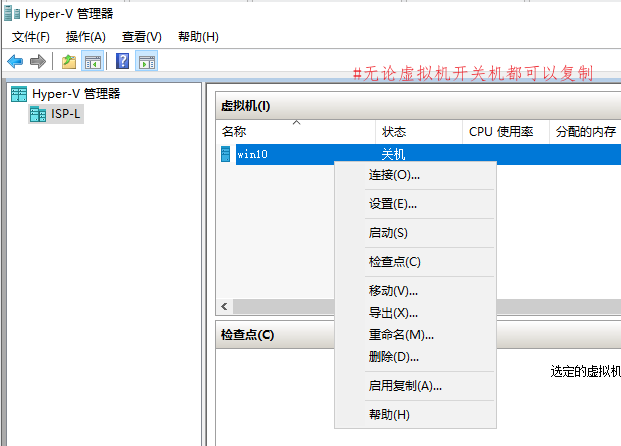 Hyper-V 管理器
文件(F) 操作(A) 查看(V) 帮助(H)
#无论虚拟机开关机都可以复制
Hyper-V 管理器
ISP-L
虚拟机(I)
名称 状态 CPU 使用率 分配的内存
win10 关机
连接(O)...
设置(E)...
启动(S)
检查点(C)
移动(V)...
导出(X)...
重命名(M)...
删除(D)...
启用复制(A)...
帮助(H)
检查点(C)
选定的虚拟机